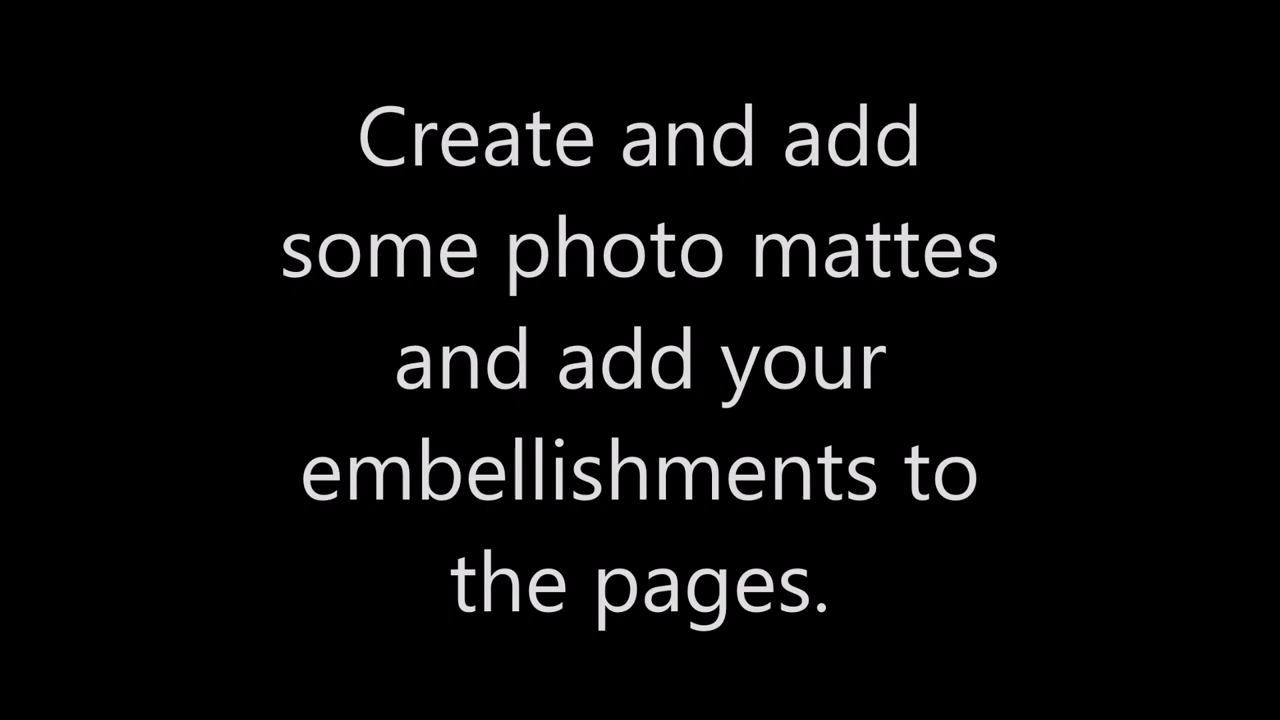 Create and add
some photo mattes
and add your
embellishments to
the pages.